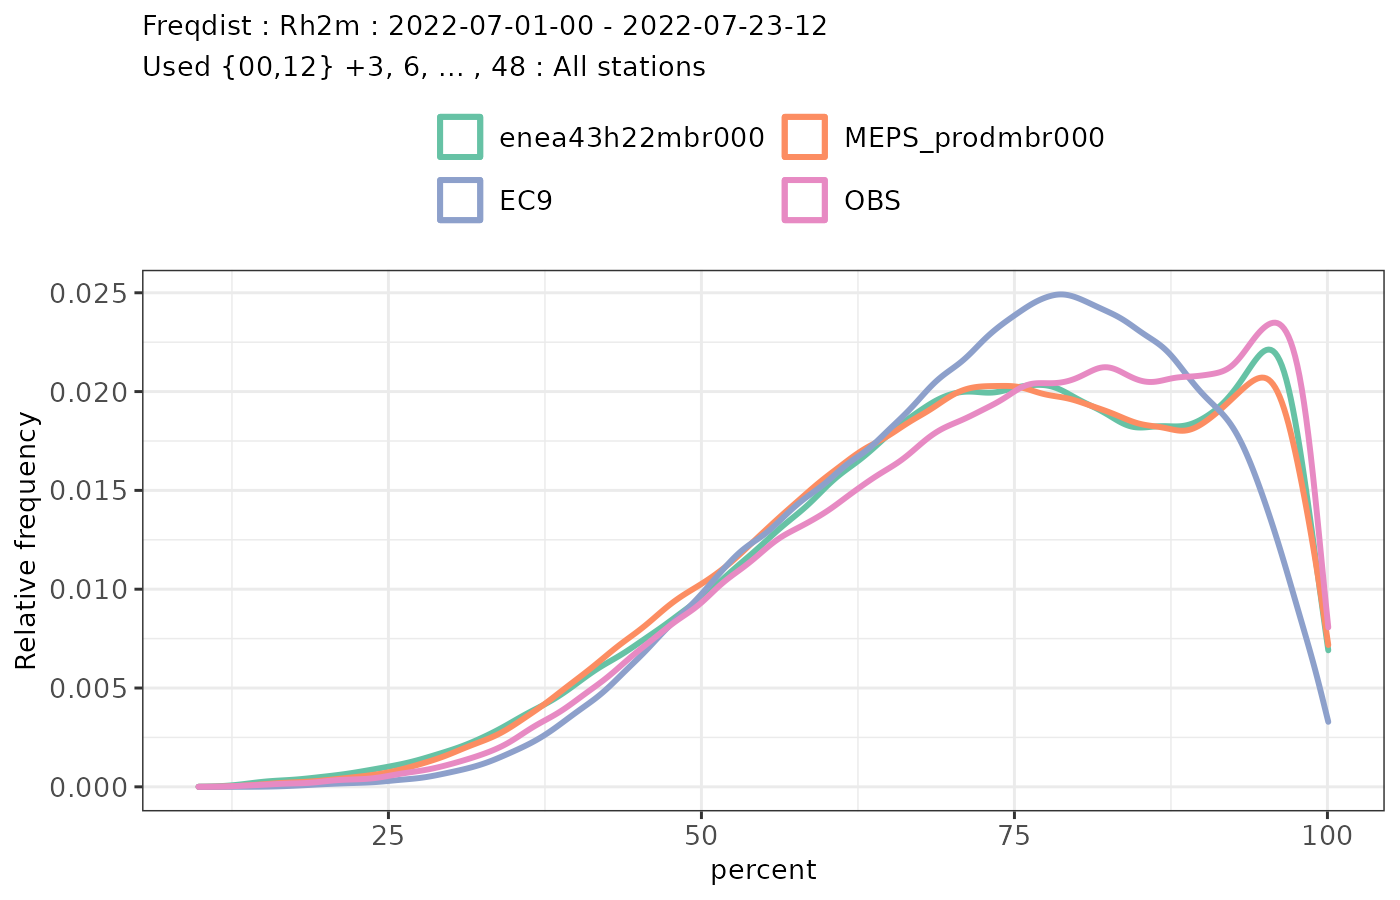 Freqdist : Rh2m : 2022-07-01-00 - 2022-07-23-12
Used {00,12} +3, 6, ... , 48 : All stations
enea43h22mbr000
MEPS_prodmbr000
EC9
OBS
Relative frequency
0.025
0.020
0.015
0.010
0.005
0.000
25
50
75
100
percent